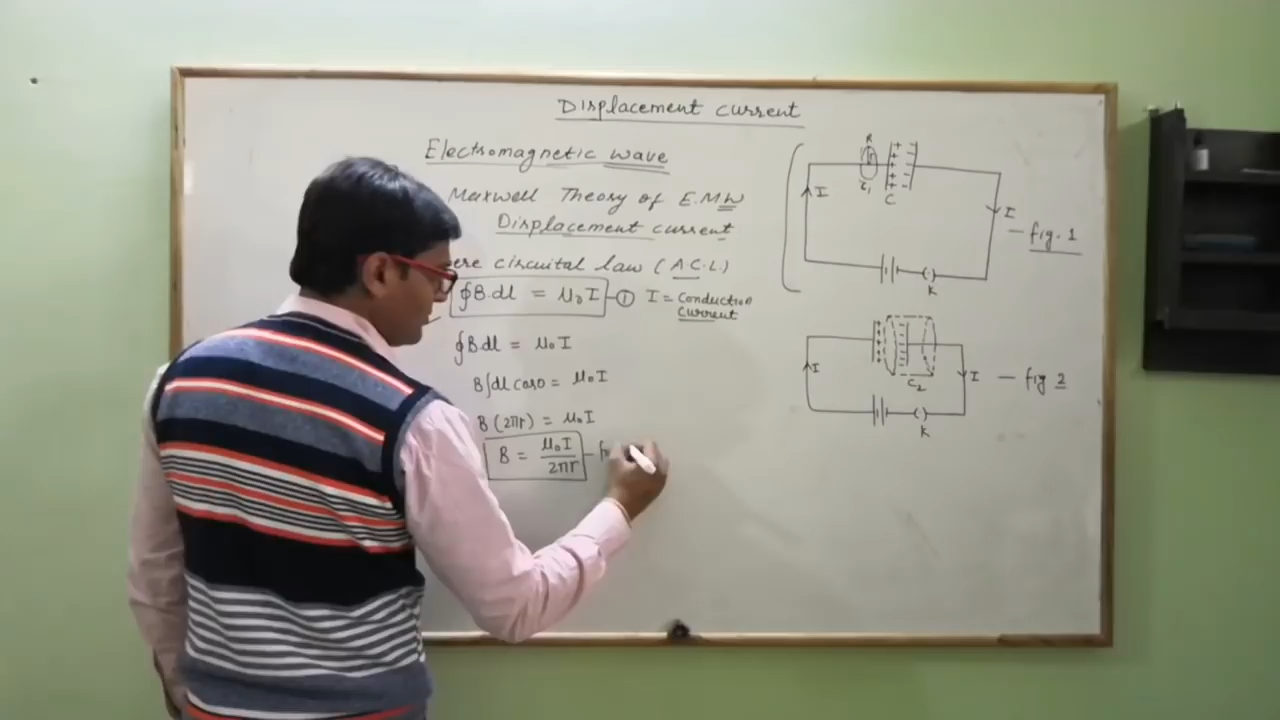 Displacement current
Electromagnetic wave
Maxwell Theory of E.M.W
Displacement current
circuital law (A.C.L)
∮B.dl = μ₀I — ① I = Conduction
Current
∮B.dl = μ₀I
B∫dl cos0 = μ₀I
B(2πr) = μ₀I
B = μ₀I / 2πr
R
C₁
C
I
I
K
fig. 1
C₂
I
I
K
fig 2